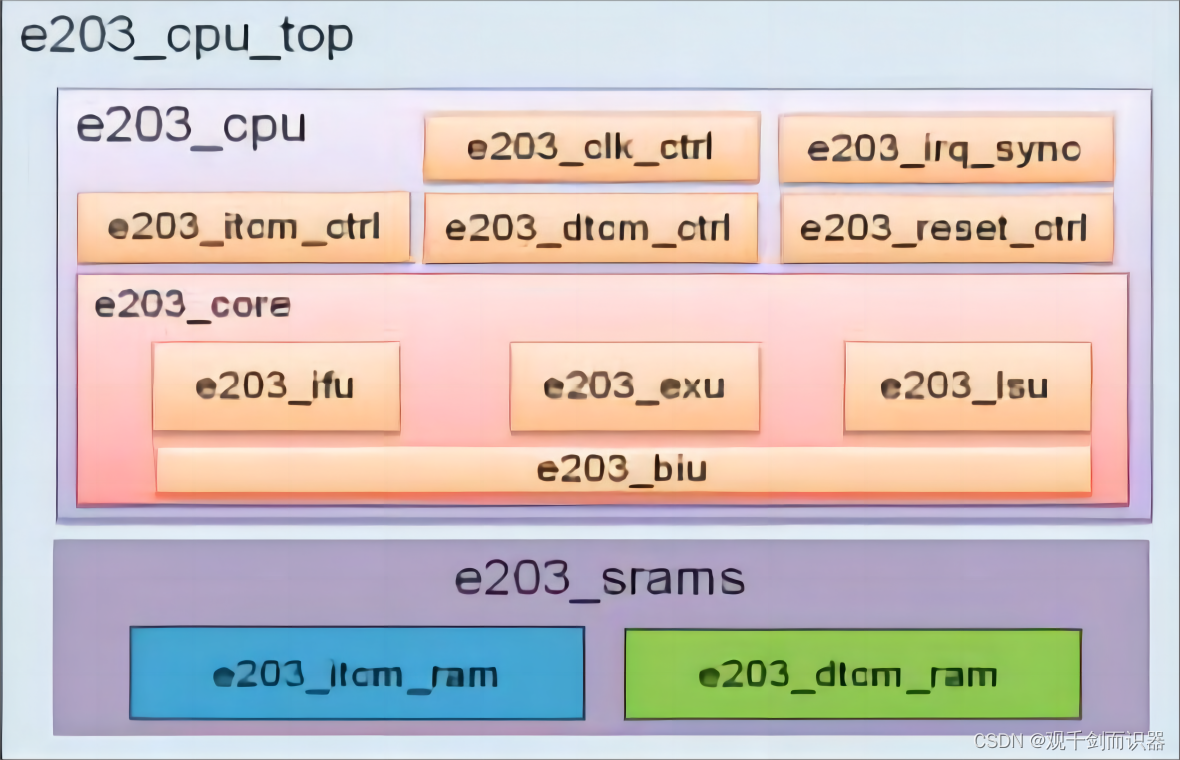 e203_cpu_top
e203_cpu
e203_clk_ctrl
e203_irq_sync
e203_itcm_ctrl
e203_dtcm_ctrl
e203_reset_ctrl
e203_core
e203_ifu
e203_exu
e203_lsu
e203_biu
e203_srams
e203_itcm_ram
e203_dtcm_ram
CSDN @观千剑而识器